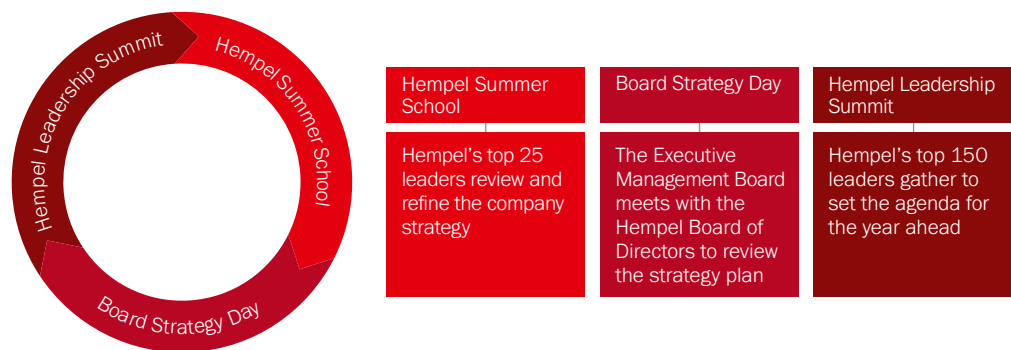 Hempel Leadership Summit
Hempel Summer School
Board Strategy Day
Hempel Summer
School
Hempel's top 25
leaders review and
refine the company
strategy
Board Strategy Day
The Executive
Management Board
meets with the
Hempel Board of
Directors to review
the strategy plan
Hempel Leadership
Summit
Hempel's top 150
leaders gather to
set the agenda for
the year ahead